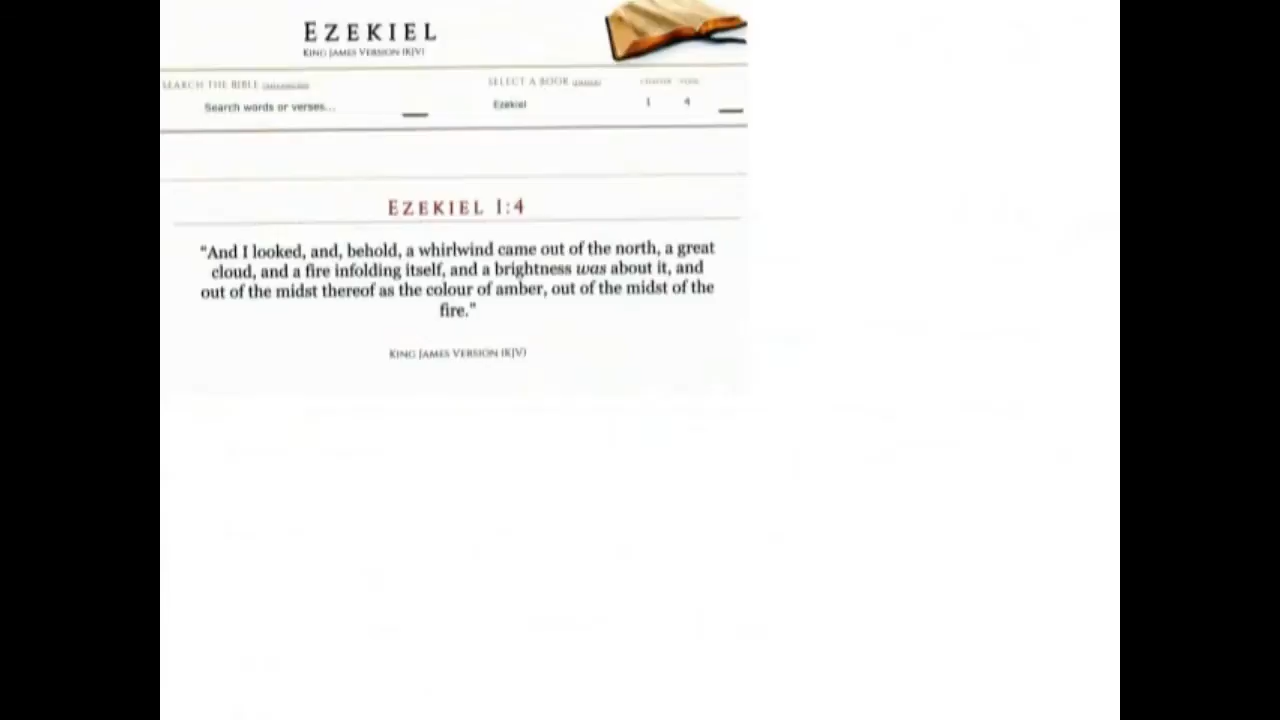 EZEKIEL
KING JAMES VERSION (KJV)
SEARCH THE BIBLE
SELECT A BOOK
Search words or verses...
Ezekiel 1 4
EZEKIEL 1:4
“And I looked, and, behold, a whirlwind came out of the north, a great
cloud, and a fire infolding itself, and a brightness was about it, and
out of the midst thereof as the colour of amber, out of the midst of the
fire.”
KING JAMES VERSION (KJV)